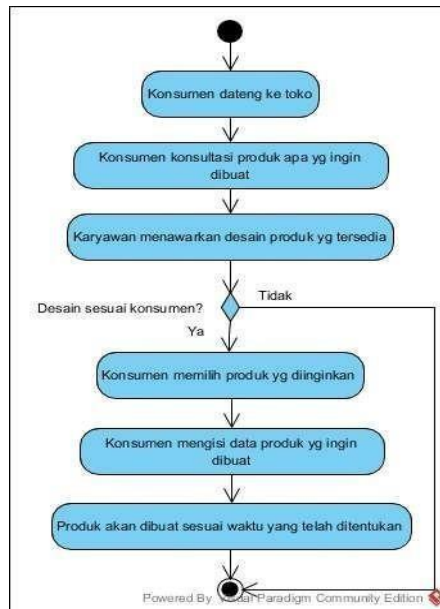 Konsumen dateng ke toko
Konsumen konsultasi produk apa yg ingin
dibuat
Karyawan menawarkan desain produk yg tersedia
Desain sesuai konsumen?
Tidak
Ya
Konsumen memilih produk yg diinginkan
Konsumen mengisi data produk yg ingin
dibuat
Produk akan dibuat sesuai waktu yang telah ditentukan
Powered By Visual Paradigm Community Edition